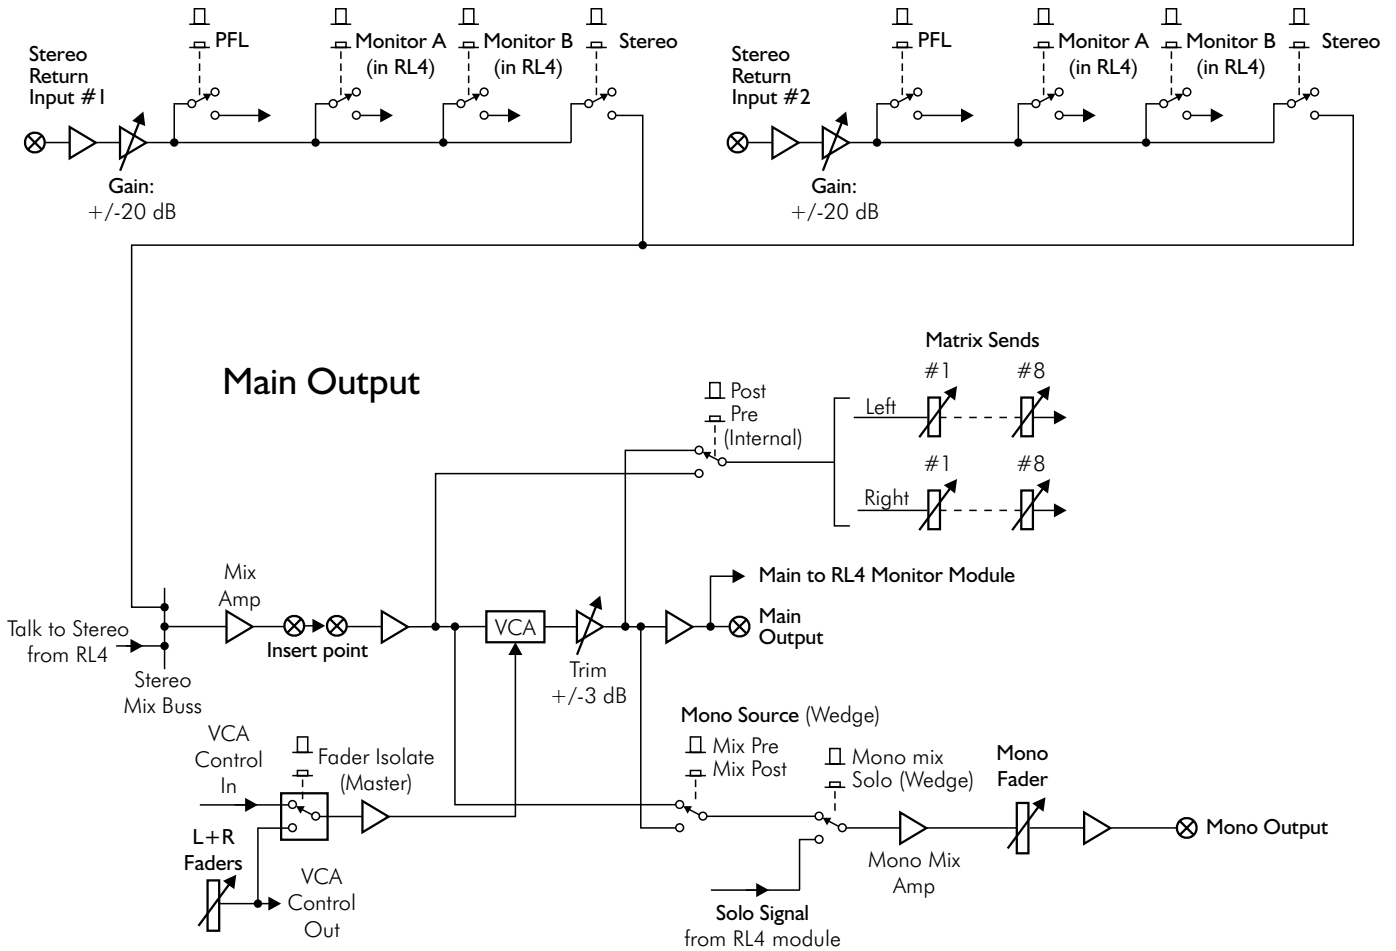 Stereo
Return
Input #1
PFL
Monitor A
(in RL4)
Monitor B
(in RL4)
Stereo
Gain:
+/-20 dB
Stereo
Return
Input #2
PFL
Monitor A
(in RL4)
Monitor B
(in RL4)
Stereo
Gain:
+/-20 dB
Main Output
Matrix Sends
#1
#8
Post
Pre
(Internal)
Left
#1
#8
Right
Main to RL4 Monitor Module
Mix
Amp
VCA
Main
Output
Talk to Stereo
from RL4
Insert point
Trim
+/-3 dB
Stereo
Mix Buss
Mono Source (Wedge)
Mix Pre
Mix Post
VCA
Control
In
Fader Isolate
(Master)
Mono mix
Solo (Wedge)
Mono
Fader
L+R
Faders
Mono Output
VCA
Control
Out
Mono Mix
Amp
Solo Signal
from RL4 module